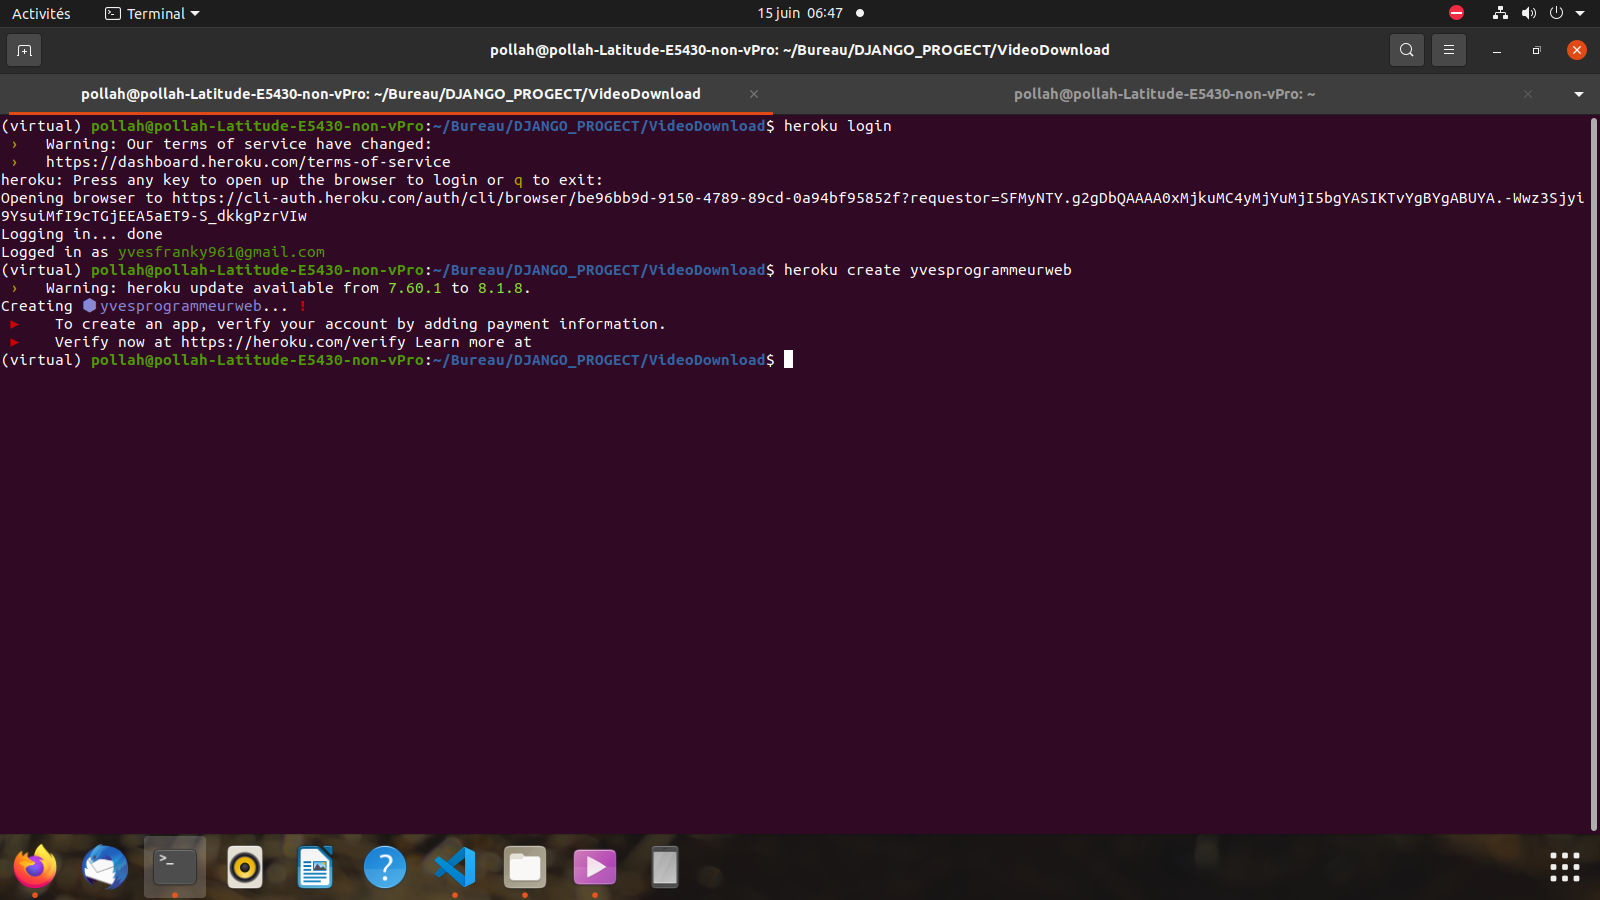 Activités
Terminal
15 juin 06:47
pollah@pollah-Latitude-E5430-non-vPro: ~/Bureau/DJANGO_PROGECT/VideoDownload
pollah@pollah-Latitude-E5430-non-vPro: ~/Bureau/DJANGO_PROGECT/VideoDownload
pollah@pollah-Latitude-E5430-non-vPro: ~
(virtual) pollah@pollah-Latitude-E5430-non-vPro:~/Bureau/DJANGO_PROGECT/VideoDownload$ heroku login
›   Warning: Our terms of service have changed:
›   https://dashboard.heroku.com/terms-of-service
heroku: Press any key to open up the browser to login or q to exit:
Opening browser to https://cli-auth.heroku.com/auth/cli/browser/be96bb9d-9150-4789-89cd-0a94bf95852f?requestor=SFMyNTY.g2gDbQAAAA0xMjkuMC4yMjYuMjI5bgYASIKTvYgBYgABUYA.-Wwz3Sjyi
9YsuiMfI9cTGjEEA5aET9-S_dkkgPzrVIw
Logging in... done
Logged in as yvesfranky961@gmail.com
(virtual) pollah@pollah-Latitude-E5430-non-vPro:~/Bureau/DJANGO_PROGECT/VideoDownload$ heroku create yvesprogrammeurweb
›   Warning: heroku update available from 7.60.1 to 8.1.8.
Creating ⬢ yvesprogrammeurweb... !
▸    To create an app, verify your account by adding payment information.
▸    Verify now at https://heroku.com/verify Learn more at
(virtual) pollah@pollah-Latitude-E5430-non-vPro:~/Bureau/DJANGO_PROGECT/VideoDownload$